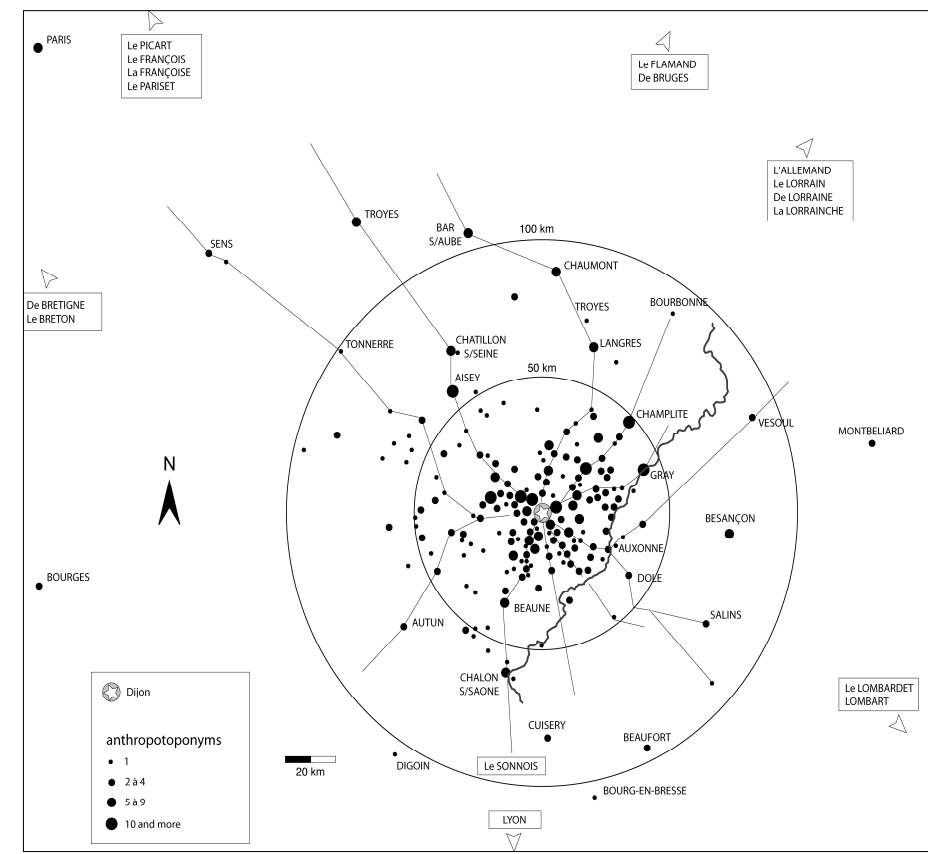 PARIS
Le PICART
Le FRANÇOIS
La FRANÇOISE
Le PARISET
Le FLAMAND
De BRUGES
L'ALLEMAND
Le LORRAIN
De LORRAINE
La LORRAINCHE
TROYES
BAR
S/AUBE
100 km
SENS
CHAUMONT
De BRETIGNE
Le BRETON
TROYES
BOURBONNE
TONNERRE
CHATILLON
S/SEINE
LANGRES
AISEY
50 km
CHAMPLITE
VESOUL
MONTBELIARD
N
GRAY
BESANÇON
AUXONNE
BOURGES
DOLE
BEAUNE
AUTUN
SALINS
CHALON
S/SAONE
Le LOMBARDET
LOMBART
Dijon
CUISERY
BEAUFORT
anthropotoponyms
1
2 à 4
5 à 9
10 and more
20 km
DIGOIN
Le SONNOIS
BOURG-EN-BRESSE
LYON